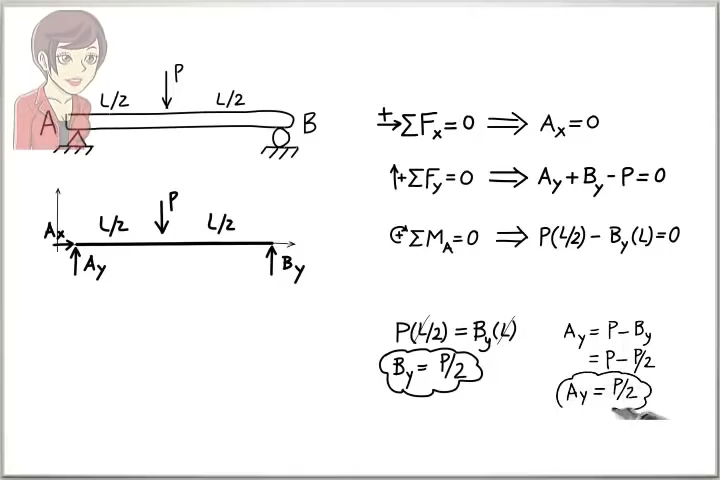 P
L/2 L/2
A B
P
L/2 L/2
Ax
Ay By
+→ ΣFx = 0 ⟹ Ax = 0
↑+ ΣFy = 0 ⟹ Ay + By - P = 0
↻+ ΣMA = 0 ⟹ P(L/2) - By(L) = 0
P(L/2) = By(L)
By = P/2
Ay = P - By
= P - P/2
Ay = P/2